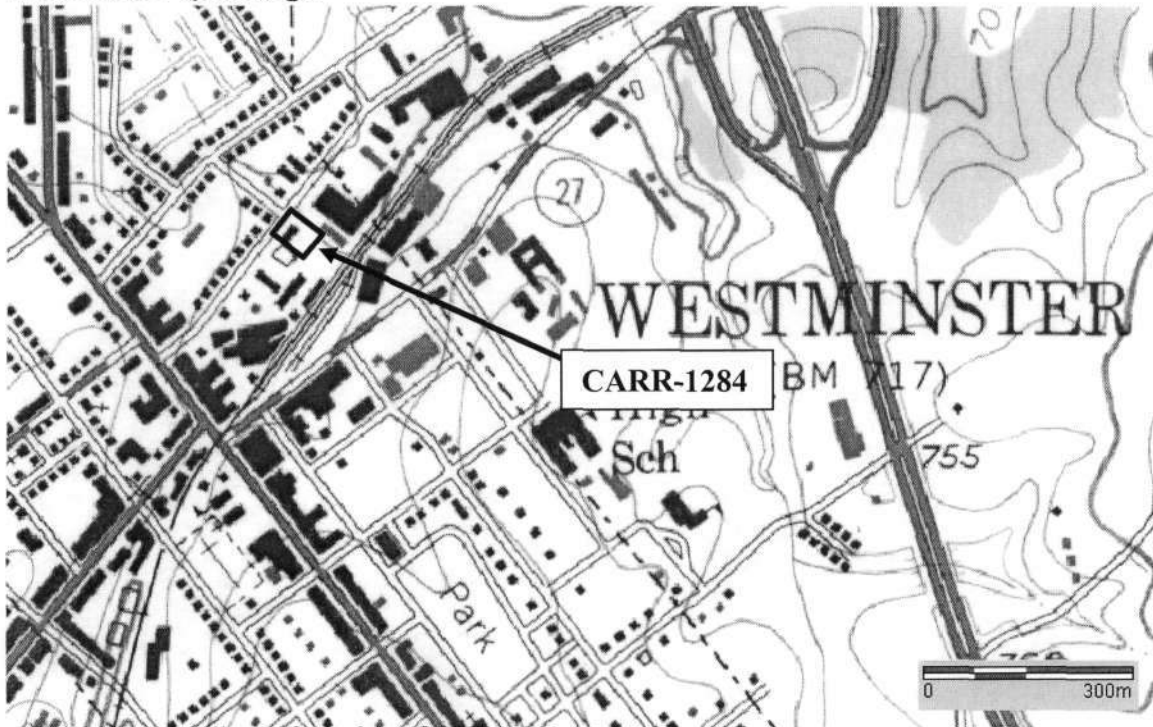 70
27
WESTMINSTER
CARR-1284
(BM 717)
High
Sch
755
Park
0
300m